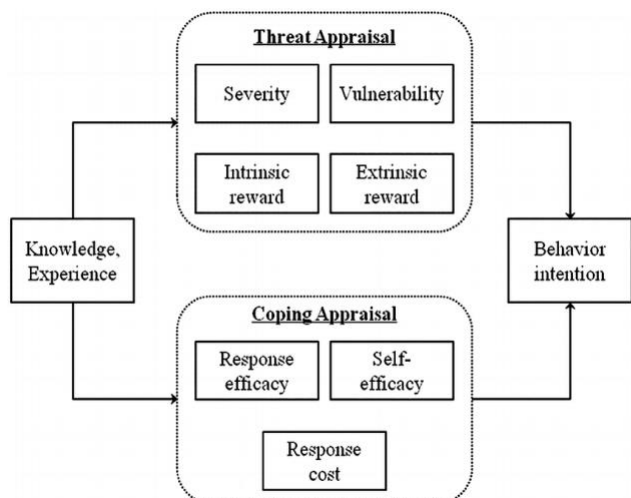 Threat Appraisal
Severity
Vulnerability
Intrinsic
reward
Extrinsic
reward
Knowledge,
Experience
Behavior
intention
Coping Appraisal
Response
efficacy
Self-
efficacy
Response
cost